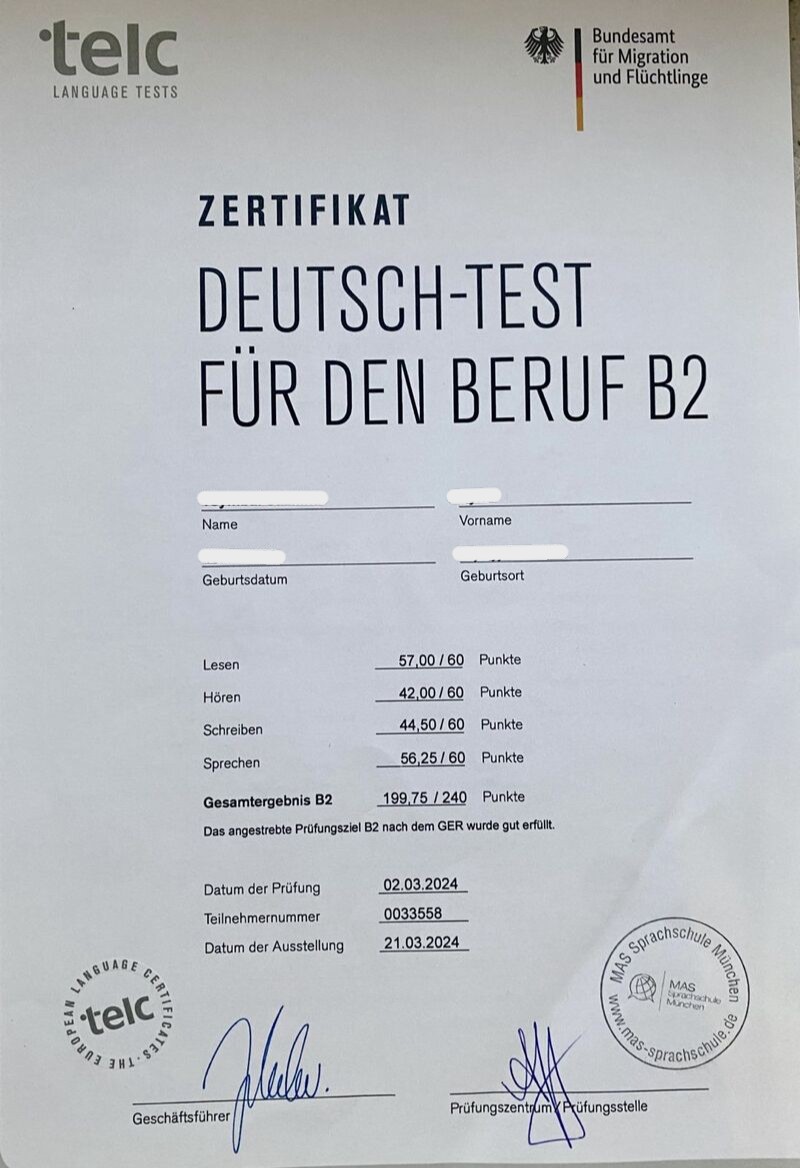 telc
LANGUAGE TESTS
Bundesamt
für Migration
und Flüchtlinge
ZERTIFIKAT
DEUTSCH-TEST
FÜR DEN BERUF B2
Name
Vorname
Geburtsdatum
Geburtsort
Lesen 57,00 / 60 Punkte
Hören 42,00 / 60 Punkte
Schreiben 44,50 / 60 Punkte
Sprechen 56,25 / 60 Punkte
Gesamtergebnis B2 199,75 / 240 Punkte
Das angestrebte Prüfungsziel B2 nach dem GER wurde gut erfüllt.
Datum der Prüfung 02.03.2024
Teilnehmernummer 0033558
Datum der Ausstellung 21.03.2024
THE EUROPEAN LANGUAGE CERTIFICATES
telc
MAS Sprachschule München
MAS
Sprachschule
München
www.mas-sprachschule.de
Geschäftsführer
Prüfungszentrum / Prüfungsstelle